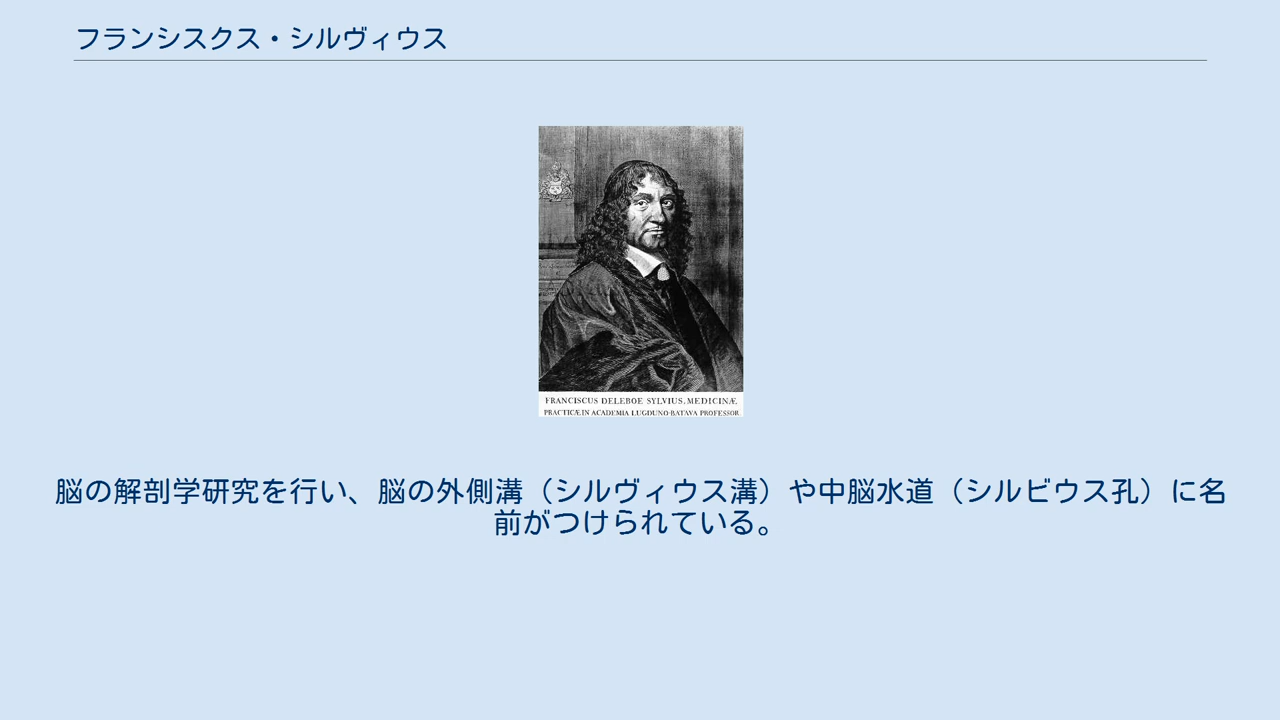 フランシスクス・シルヴィウス
FRANCISCUS DELEBOE SYLVIUS, MEDICINÆ,
PRACTICÆ IN ACADEMIA LUGDUNO-BATAVA PROFESSOR
脳の解剖学研究を行い、脳の外側溝（シルヴィウス溝）や中脳水道（シルビウス孔）に名
前がつけられている。